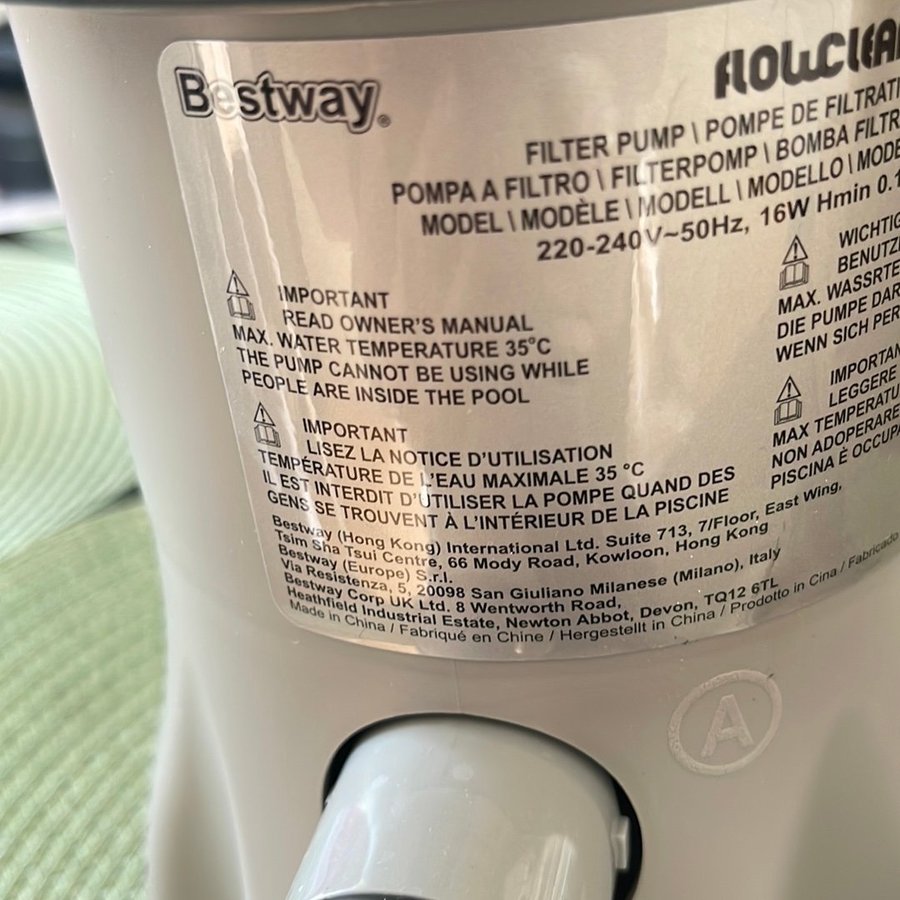 Bestway®
FLOWCLEA
FILTER PUMP \ POMPE DE FILTRATI
POMPA A FILTRO \ FILTERPOMP \ BOMBA FILTR
MODEL \ MODÈLE \ MODELL \ MODELLO \ MODE
220-240V~50Hz, 16W Hmin 0.1
IMPORTANT
READ OWNER'S MANUAL
MAX. WATER TEMPERATURE 35°C
THE PUMP CANNOT BE USING WHILE
PEOPLE ARE INSIDE THE POOL
IMPORTANT
LISEZ LA NOTICE D'UTILISATION
TEMPÉRATURE DE L'EAU MAXIMALE 35 °C
IL EST INTERDIT D'UTILISER LA POMPE QUAND DES
GENS SE TROUVENT À L'INTÉRIEUR DE LA PISCINE
WICHTIG
BENUTZ
MAX. WASSRTE
DIE PUMPE DAR
WENN SICH PER
IMPORTAN
LEGGERE
MAX TEMPERATU
NON ADOPERARE
PISCINA È OCCUPA
Bestway (Hong Kong) International Ltd. Suite 713, 7/Floor, East Wing,
Tsim Sha Tsui Centre, 66 Mody Road, Kowloon, Hong Kong
Bestway (Europe) S.r.l.
Via Resistenza, 5, 20098 San Giuliano Milanese (Milano), Italy
Bestway Corp UK Ltd. 8 Wentworth Road,
Heathfield Industrial Estate, Newton Abbot, Devon, TQ12 6TL
Made in China / Fabriqué en Chine / Hergestellt in China / Prodotto in Cina / Fabricado
A